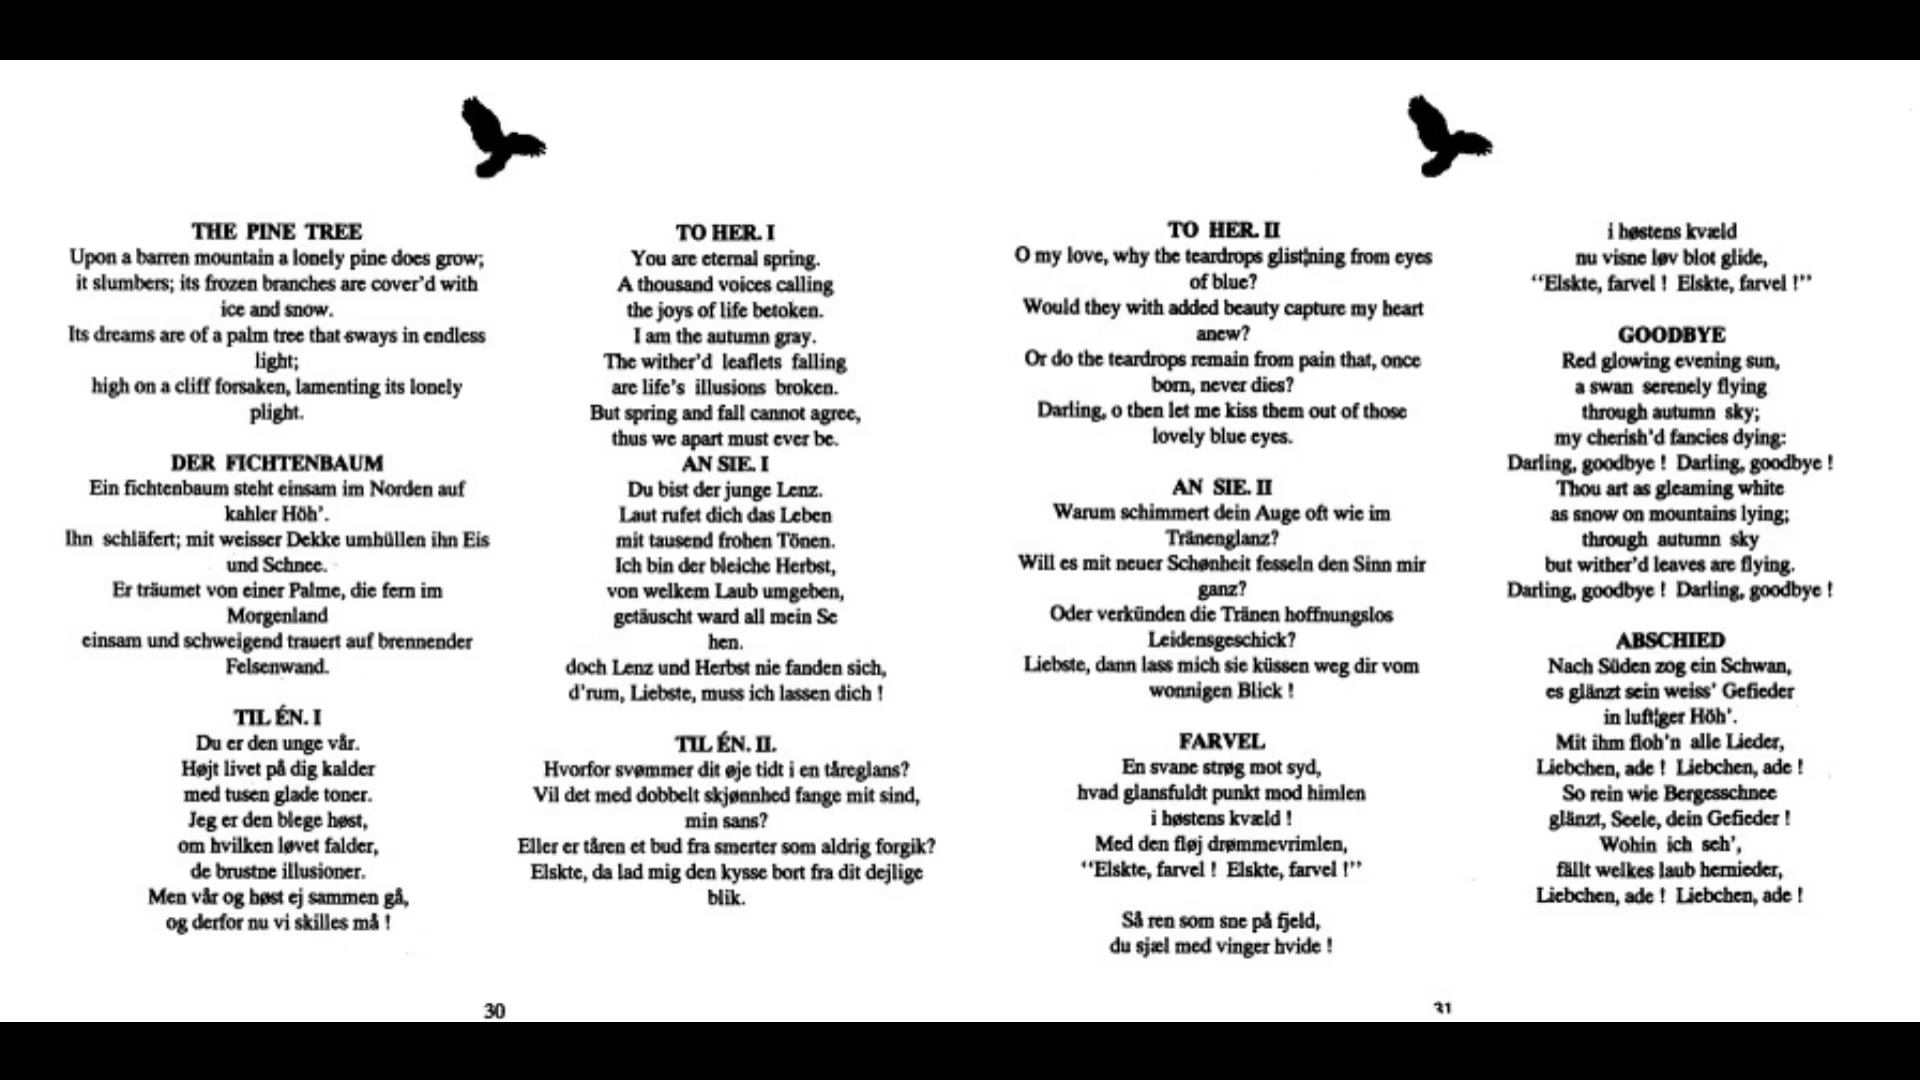 THE PINE TREE
Upon a barren mountain a lonely pine does grow;
it slumbers; its frozen branches are cover'd with
ice and snow.
Its dreams are of a palm tree that sways in endless
light;
high on a cliff forsaken, lamenting its lonely
plight.
DER FICHTENBAUM
Ein fichtenbaum steht einsam im Norden auf
kahler Höh'.
Ihn schläfert; mit weisser Dekke umhüllen ihn Eis
und Schnee.
Er träumet von einer Palme, die fern im
Morgenland
einsam und schweigend trauert auf brennender
Felsenwand.
TIL ÉN. I
Du er den unge vår.
Højt livet på dig kalder
med tusen glade toner.
Jeg er den blege høst,
om hvilken løvet falder,
de brustne illusioner.
Men vår og høst ej sammen gå,
og derfor nu vi skilles må !
TO HER. I
You are eternal spring.
A thousand voices calling
the joys of life betoken.
I am the autumn gray.
The wither'd leaflets falling
are life's illusions broken.
But spring and fall cannot agree,
thus we apart must ever be.
AN SIE. I
Du bist der junge Lenz.
Laut rufet dich das Leben
mit tausend frohen Tönen.
Ich bin der bleiche Herbst,
von welkem Laub umgeben,
getäuscht ward all mein Se
hen.
doch Lenz und Herbst nie fanden sich,
d'rum, Liebste, muss ich lassen dich !
TIL ÉN. II.
Hvorfor svømmer dit øje tidt i en tåreglans?
Vil det med dobbelt skjønnhed fange mit sind,
min sans?
Eller er tåren et bud fra smerter som aldrig forgik?
Elskte, da lad mig den kysse bort fra dit dejlige
blik.
30
TO HER. II
O my love, why the teardrops glist¦ning from eyes
of blue?
Would they with added beauty capture my heart
anew?
Or do the teardrops remain from pain that, once
born, never dies?
Darling, o then let me kiss them out of those
lovely blue eyes.
AN SIE. II
Warum schimmert dein Auge oft wie im
Tränenglanz?
Will es mit neuer Schønheit fesseln den Sinn mir
ganz?
Oder verkünden die Tränen hoffnungslos
Leidensgeschick?
Liebste, dann lass mich sie küssen weg dir vom
wonnigen Blick !
FARVEL
En svane strøg mot syd,
hvad glansfuldt punkt mod himlen
i høstens kvæld !
Med den fløj drømmevrimlen,
“Elskte, farvel ! Elskte, farvel !”
Så ren som sne på fjeld,
du sjæl med vinger hvide !
i høstens kvæld
nu visne løv blot glide,
“Elskte, farvel ! Elskte, farvel !”
GOODBYE
Red glowing evening sun,
a swan serenely flying
through autumn sky;
my cherish'd fancies dying:
Darling, goodbye ! Darling, goodbye !
Thou art as gleaming white
as snow on mountains lying;
through autumn sky
but wither'd leaves are flying.
Darling, goodbye ! Darling, goodbye !
ABSCHIED
Nach Süden zog ein Schwan,
es glänzt sein weiss' Gefieder
in luft¦ger Höh'.
Mit ihm floh'n alle Lieder,
Liebchen, ade ! Liebchen, ade !
So rein wie Bergesschnee
glänzt, Seele, dein Gefieder !
Wohin ich seh',
fällt welkes laub hernieder,
Liebchen, ade ! Liebchen, ade !
31